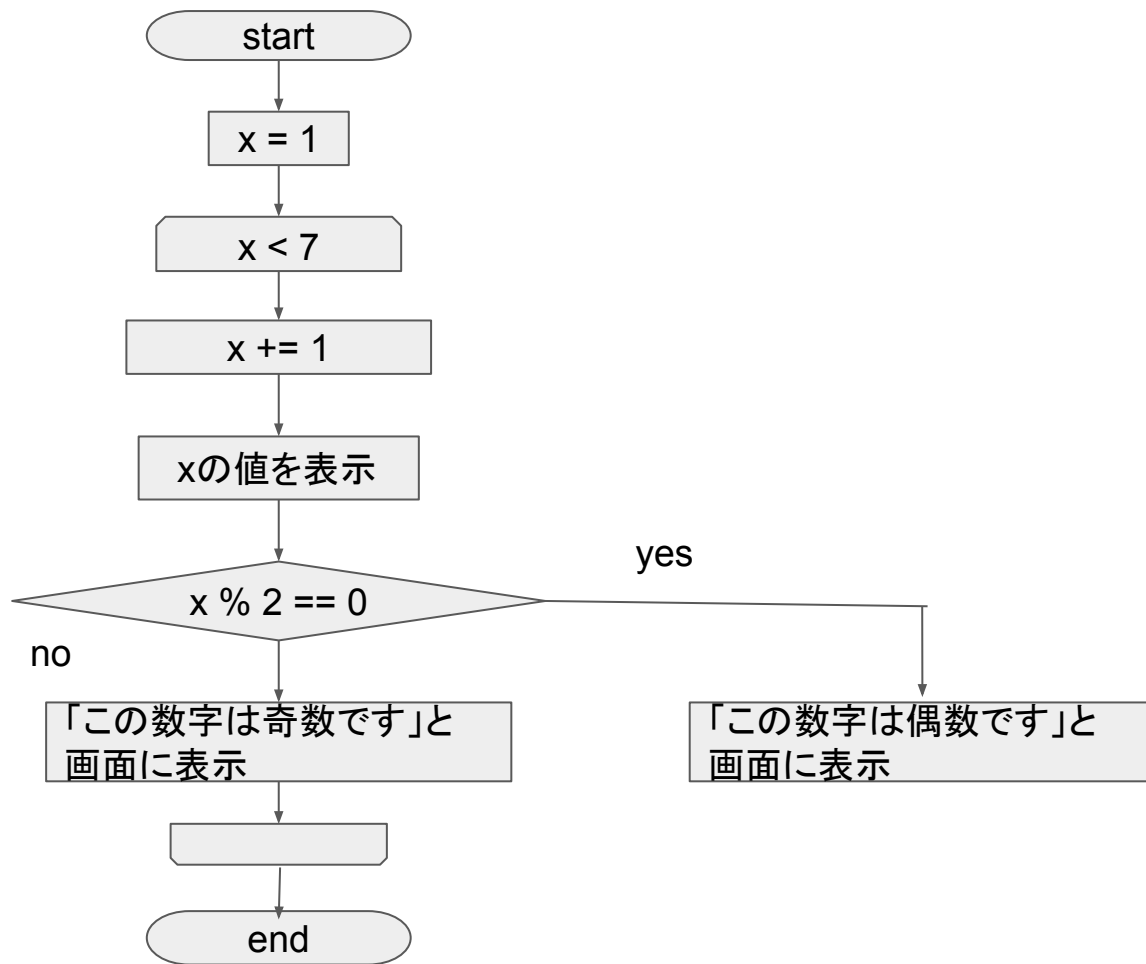 start
x = 1
x < 7
x += 1
xの値を表示
x % 2 == 0
yes
no
「この数字は奇数です」と
画面に表示
「この数字は偶数です」と
画面に表示
end